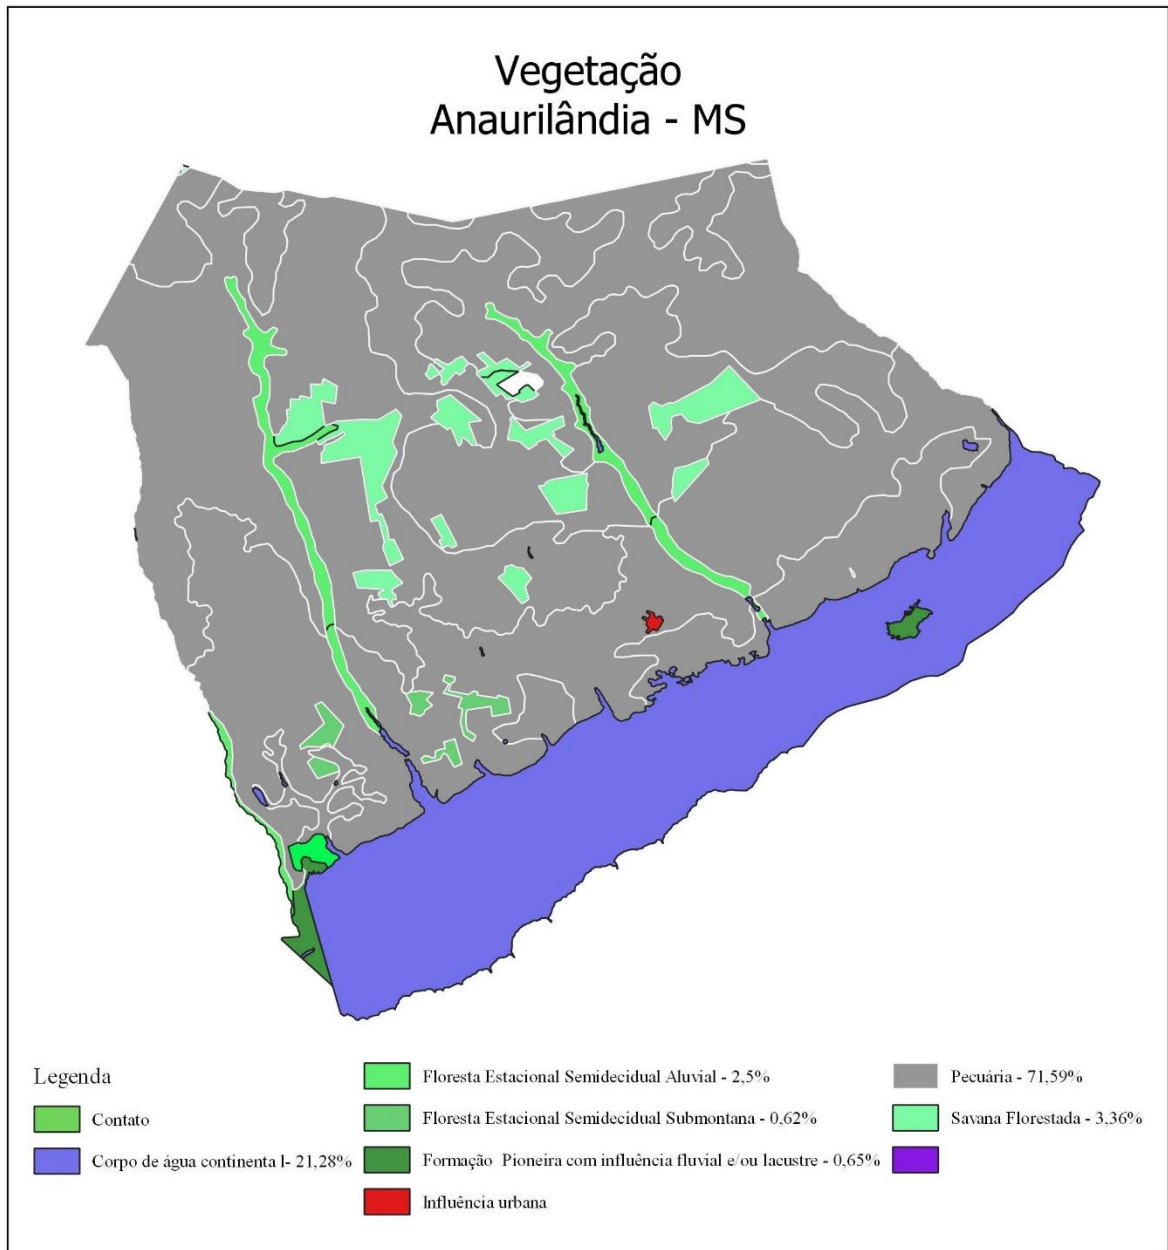 Vegetação
Anaurilândia - MS
Legenda
Contato
Corpo de água continenta l- 21,28%
Floresta Estacional Semidecidual Aluvial - 2,5%
Floresta Estacional Semidecidual Submontana - 0,62%
Formação Pioneira com influência fluvial e/ou lacustre - 0,65%
Influência urbana
Pecuária - 71,59%
Savana Florestada - 3,36%